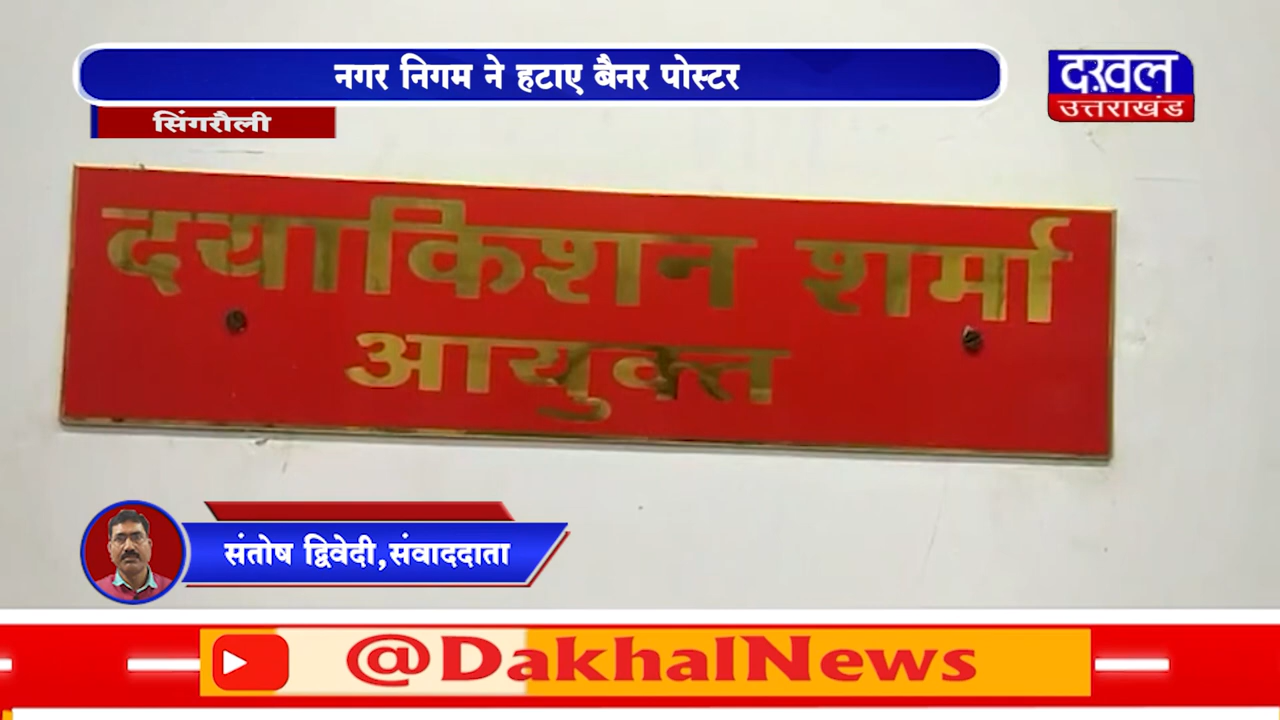 नगर निगम ने हटाए बैनर पोस्टर
दख़ल
उत्तराखंड
सिंगरौली
दयाकिशन शर्मा
आयुक्त
संतोष द्विवेदी,संवाददाता
@DakhalNews